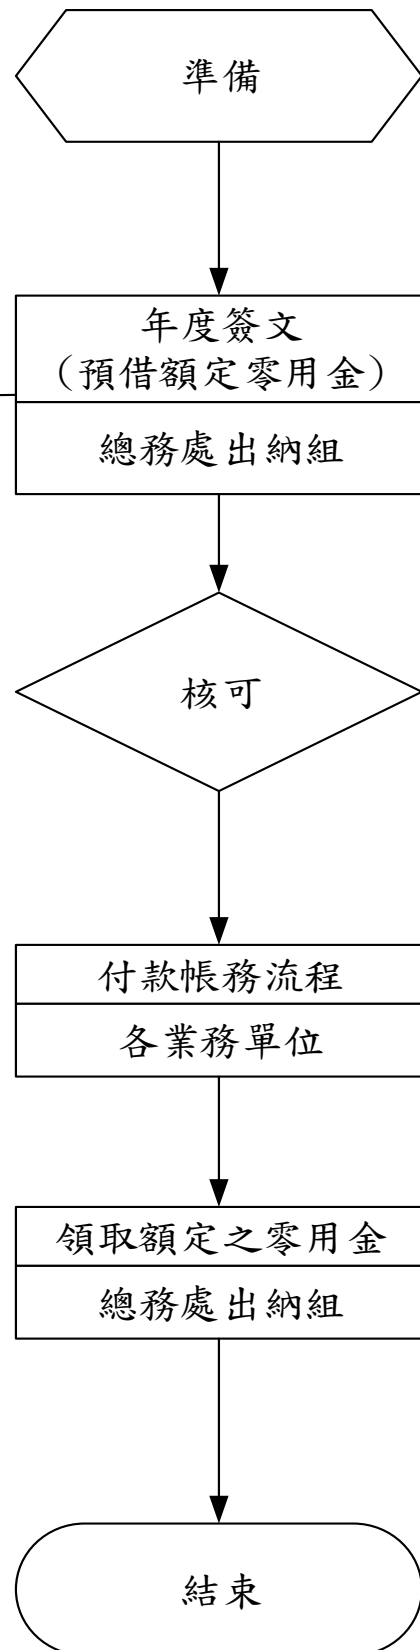 準備
年度簽文
（預借額定零用金）
總務處出納組
核可
付款帳務流程
各業務單位
領取額定之零用金
總務處出納組
結束